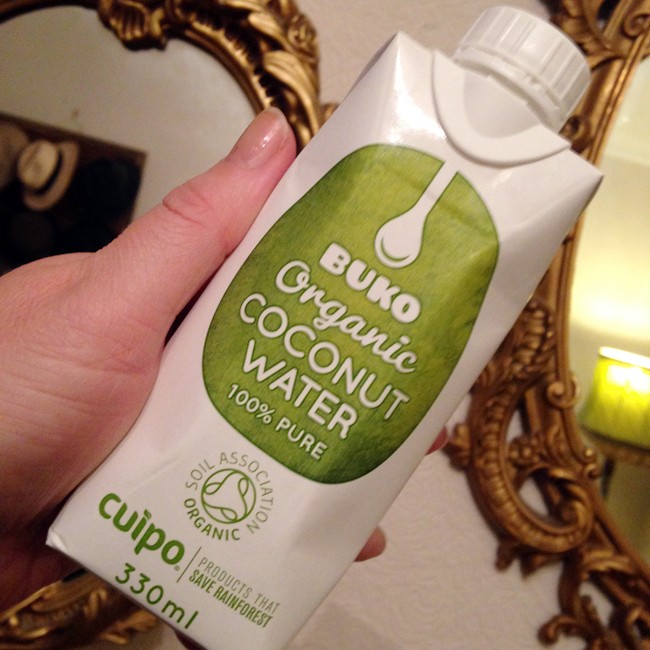 BUKO
Organic
COCONUT
WATER
100% PURE
SOIL ASSOCIATION
ORGANIC
cuipo®
PRODUCTS THAT
SAVE RAINFOREST
330ml